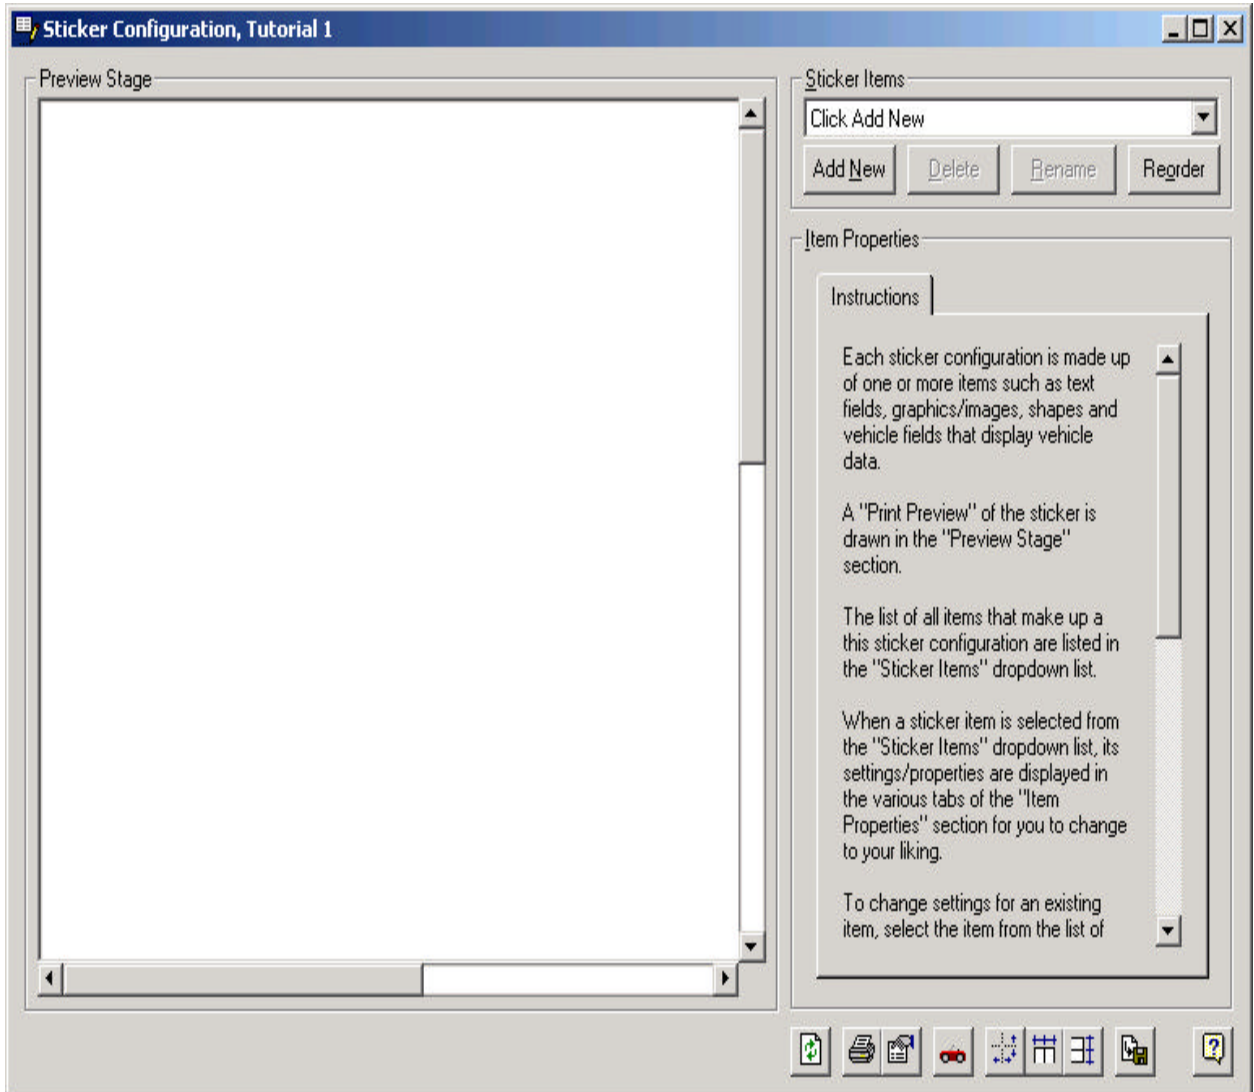 Sticker Configuration, Tutorial 1
Preview Stage
Sticker Items
Click Add New
Add New
Delete
Rename
Reorder
Item Properties
Instructions
Each sticker configuration is made up
of one or more items such as text
fields, graphics/images, shapes and
vehicle fields that display vehicle
data.
A "Print Preview" of the sticker is
drawn in the "Preview Stage"
section.
The list of all items that make up a
this sticker configuration are listed in
the "Sticker Items" dropdown list.
When a sticker item is selected from
the "Sticker Items" dropdown list, its
settings/properties are displayed in
the various tabs of the "Item
Properties" section for you to change
to your liking.
To change settings for an existing
item, select the item from the list of